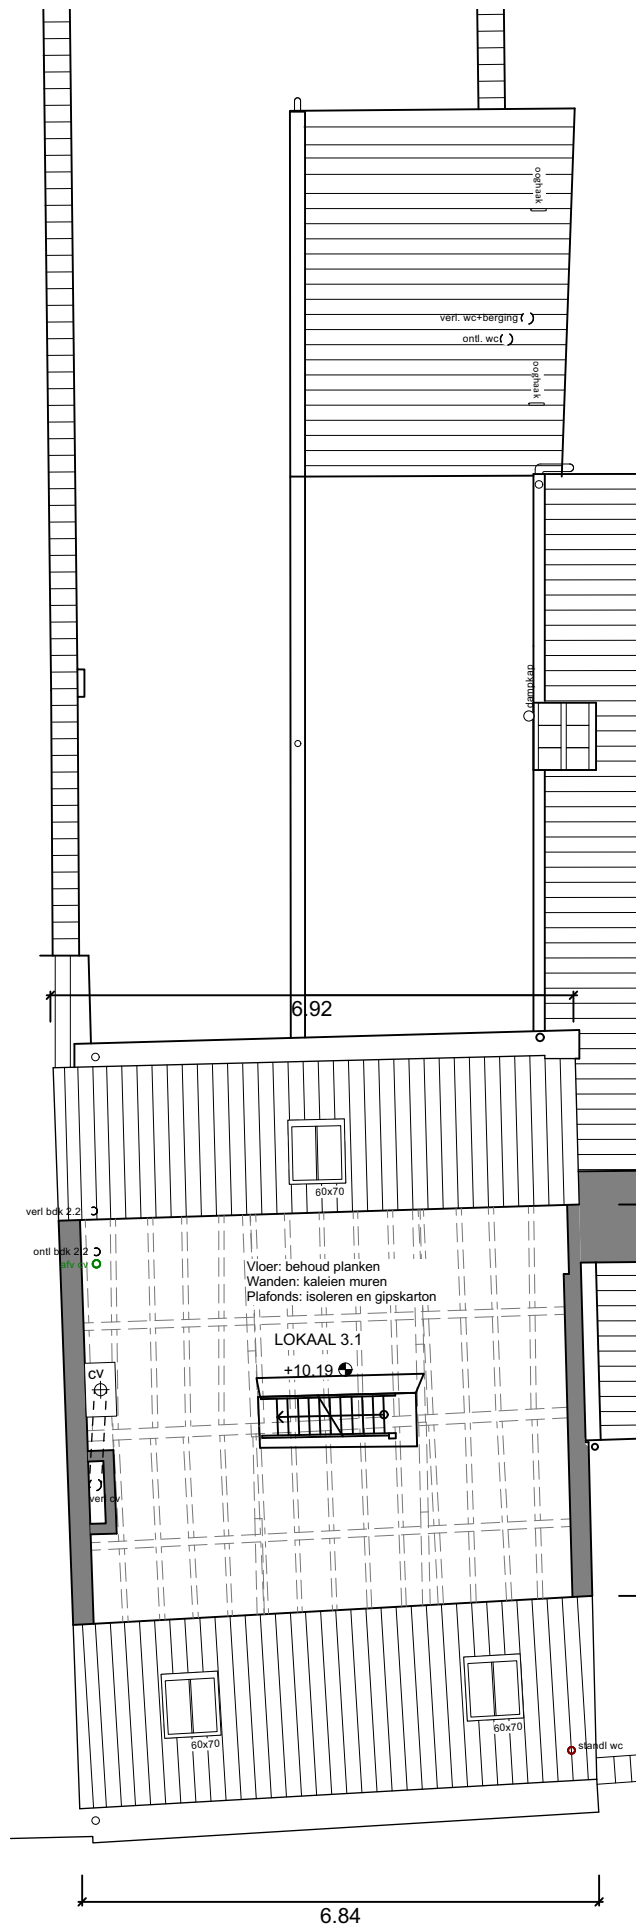 ooghaak
verl. wc+berging
ontl. wc
ooghaak
dampkap
6.92
60x70
verl bdk 2.2
ontl bdk 2.2
afv cv
Vloer: behoud planken
Wanden: kaleien muren
Plafonds: isoleren en gipskarton
LOKAAL 3.1
+10.19
CV
verl cv
60x70
60x70
standl wc
6.84